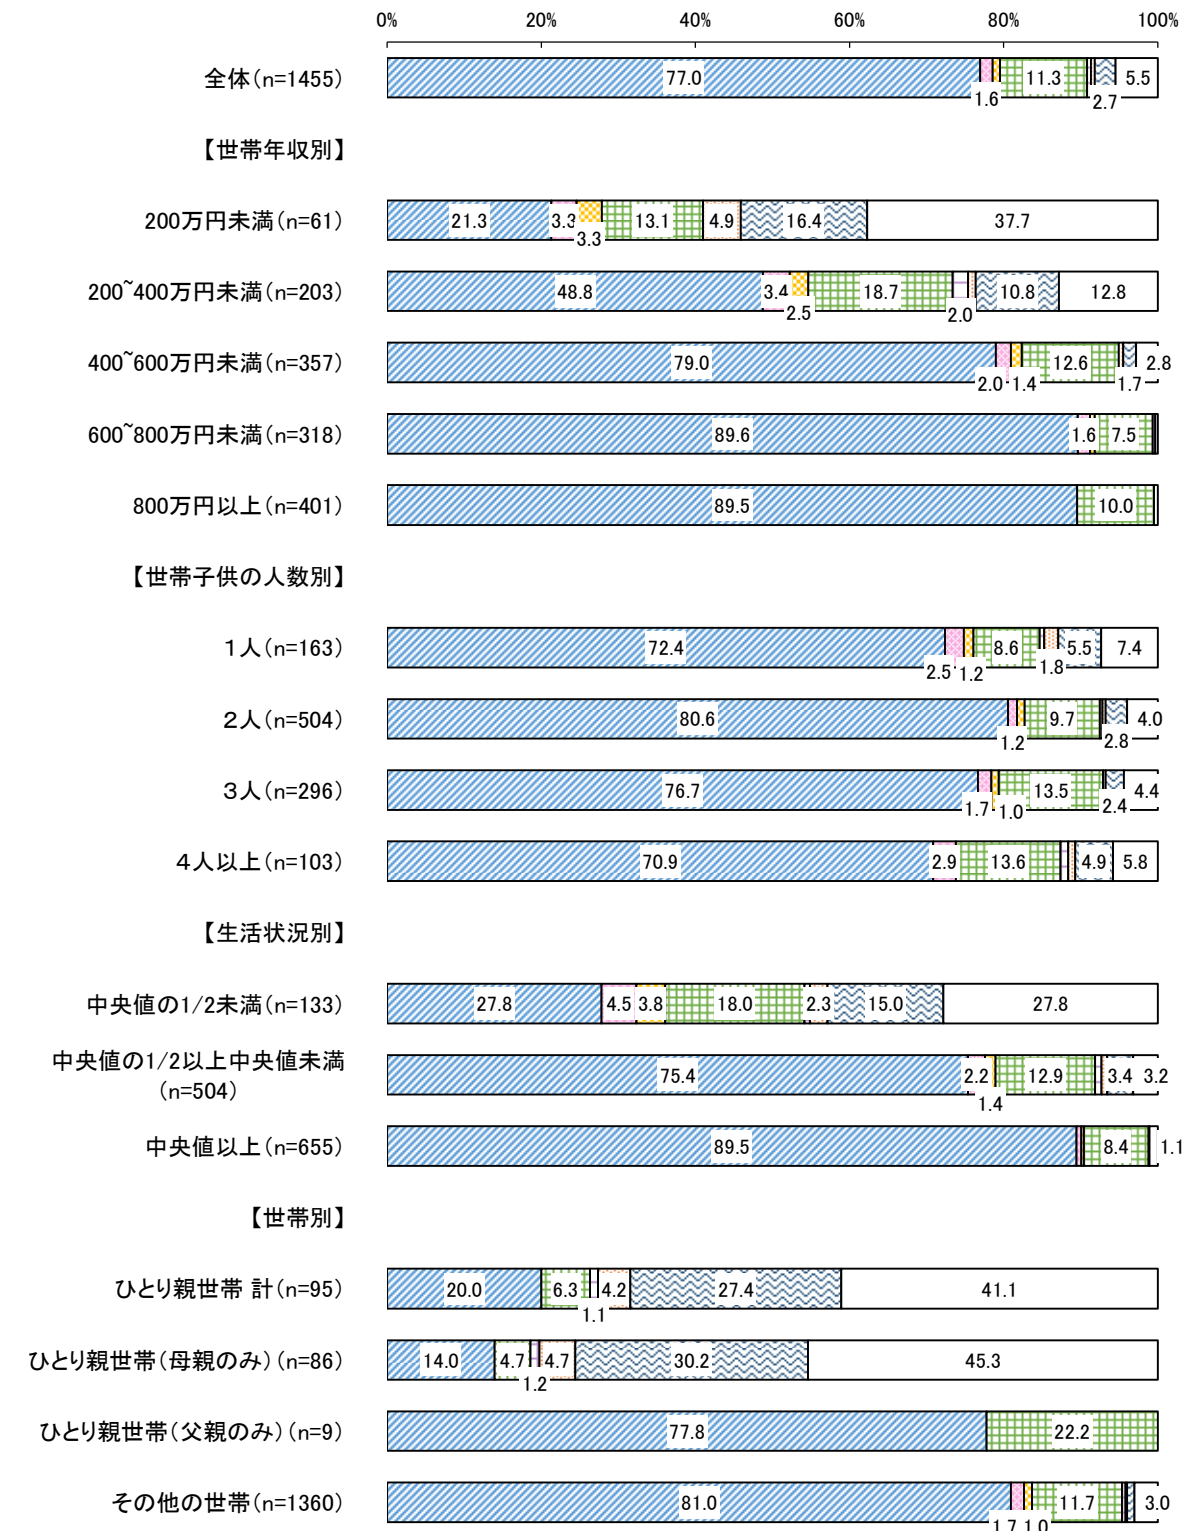 0% 20% 40% 60% 80% 100%
全体(n=1455) 77.0 1.6 11.3 2.7 5.5
【世帯年収別】
200万円未満(n=61) 21.3 3.3 3.3 13.1 4.9 16.4 37.7
200~400万円未満(n=203) 48.8 3.4 2.5 18.7 2.0 10.8 12.8
400~600万円未満(n=357) 79.0 2.0 1.4 12.6 1.7 2.8
600~800万円未満(n=318) 89.6 1.6 7.5
800万円以上(n=401) 89.5 10.0
【世帯子供の人数別】
1人(n=163) 72.4 2.5 1.2 8.6 1.8 5.5 7.4
2人(n=504) 80.6 1.2 9.7 2.8 4.0
3人(n=296) 76.7 1.7 1.0 13.5 2.4 4.4
4人以上(n=103) 70.9 2.9 13.6 4.9 5.8
【生活状況別】
中央値の1/2未満(n=133) 27.8 4.5 3.8 18.0 2.3 15.0 27.8
中央値の1/2以上中央値未満
(n=504) 75.4 2.2 1.4 12.9 3.4 3.2
中央値以上(n=655) 89.5 8.4 1.1
【世帯別】
ひとり親世帯 計(n=95) 20.0 6.3 1.1 4.2 27.4 41.1
ひとり親世帯(母親のみ)(n=86) 14.0 4.7 1.2 4.7 30.2 45.3
ひとり親世帯(父親のみ)(n=9) 77.8 22.2
その他の世帯(n=1360) 81.0 1.7 1.0 11.7 3.0